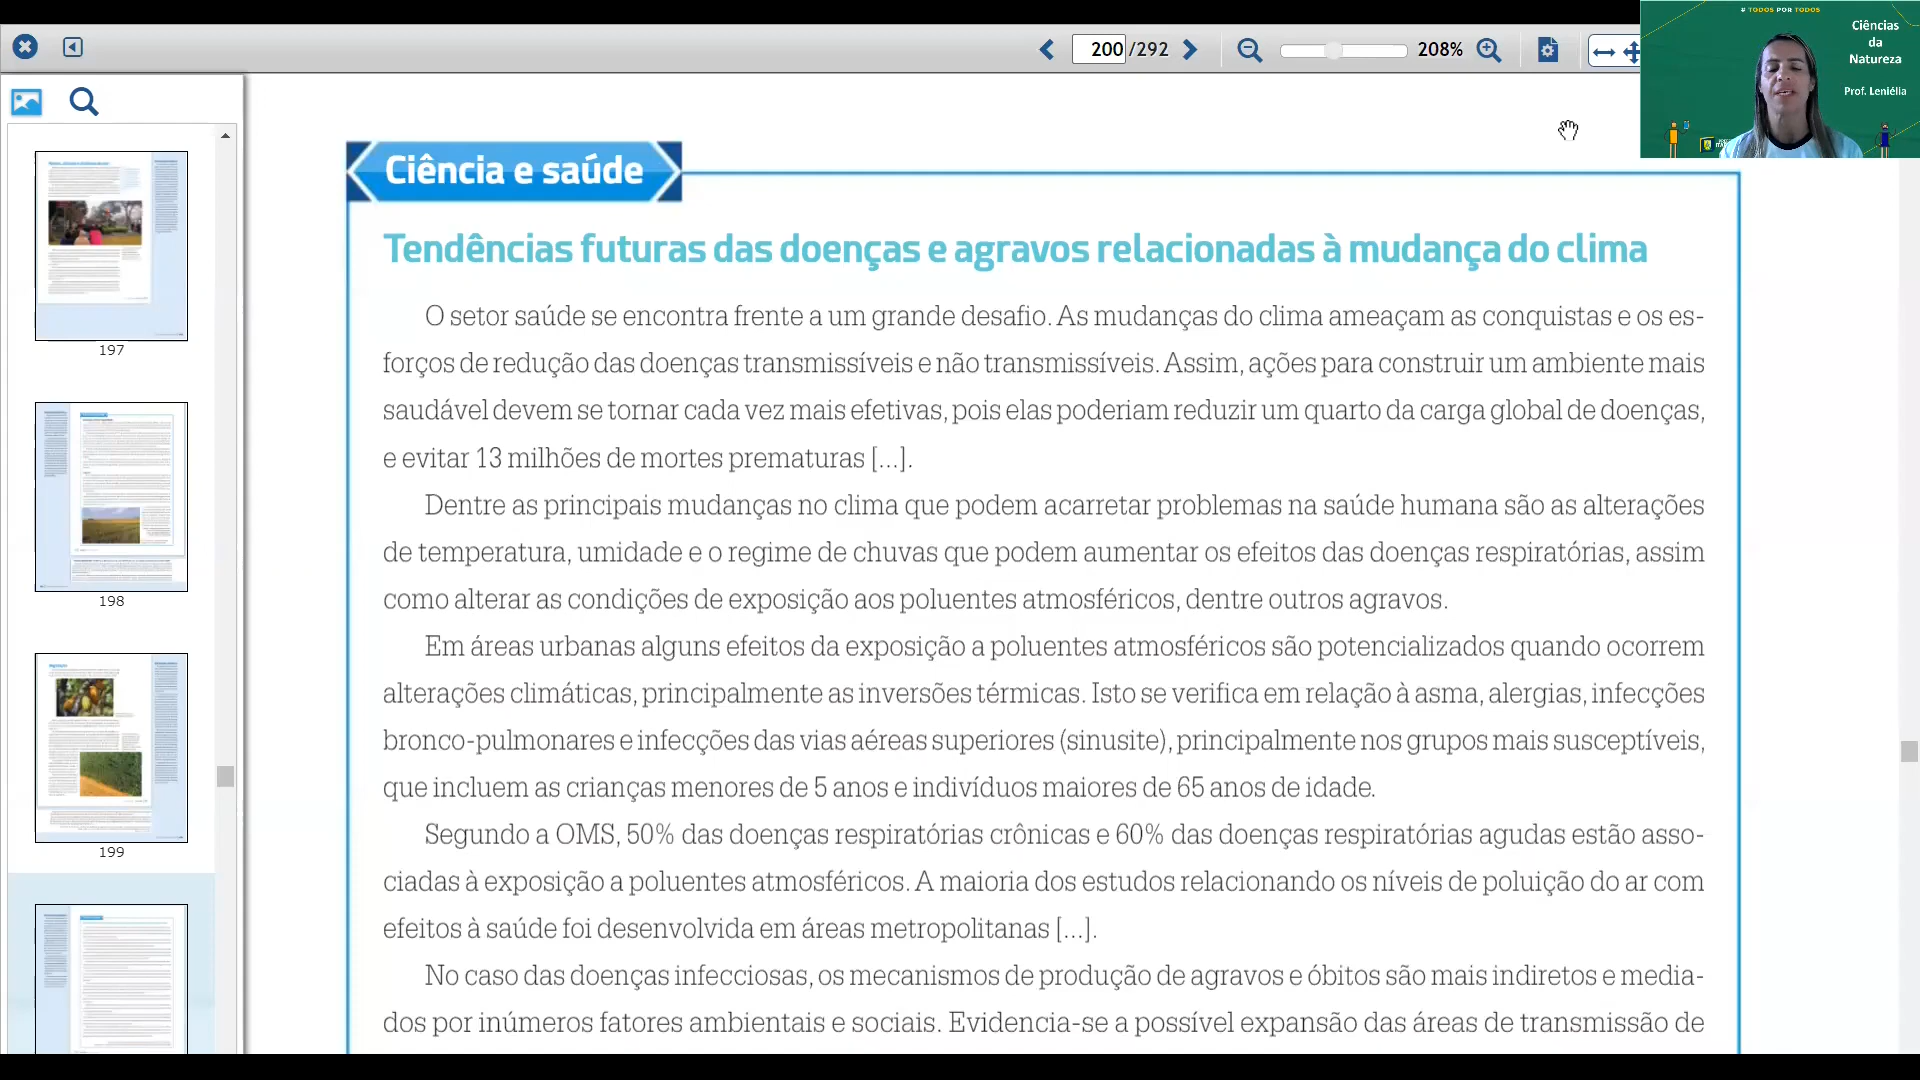 200 /292
208%
# TODOS POR TODOS
Ciências
da
Natureza
Prof. Leniélia
197
198
199
Ciência e saúde
Tendências futuras das doenças e agravos relacionadas à mudança do clima
O setor saúde se encontra frente a um grande desafio. As mudanças do clima ameaçam as conquistas e os es-
forços de redução das doenças transmissíveis e não transmissíveis. Assim, ações para construir um ambiente mais
saudável devem se tornar cada vez mais efetivas, pois elas poderiam reduzir um quarto da carga global de doenças,
e evitar 13 milhões de mortes prematuras [...].
Dentre as principais mudanças no clima que podem acarretar problemas na saúde humana são as alterações
de temperatura, umidade e o regime de chuvas que podem aumentar os efeitos das doenças respiratórias, assim
como alterar as condições de exposição aos poluentes atmosféricos, dentre outros agravos.
Em áreas urbanas alguns efeitos da exposição a poluentes atmosféricos são potencializados quando ocorrem
alterações climáticas, principalmente as inversões térmicas. Isto se verifica em relação à asma, alergias, infecções
bronco-pulmonares e infecções das vias aéreas superiores (sinusite), principalmente nos grupos mais susceptíveis,
que incluem as crianças menores de 5 anos e indivíduos maiores de 65 anos de idade.
Segundo a OMS, 50% das doenças respiratórias crônicas e 60% das doenças respiratórias agudas estão asso-
ciadas à exposição a poluentes atmosféricos. A maioria dos estudos relacionando os níveis de poluição do ar com
efeitos à saúde foi desenvolvida em áreas metropolitanas [...].
No caso das doenças infecciosas, os mecanismos de produção de agravos e óbitos são mais indiretos e media-
dos por inúmeros fatores ambientais e sociais. Evidencia-se a possível expansão das áreas de transmissão de